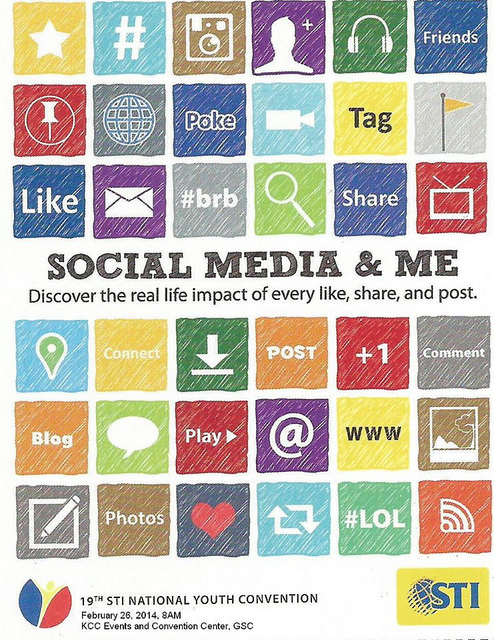 #
+
Friends
Poke
Tag
Like
#brb
Share
SOCIAL MEDIA & ME
Discover the real life impact of every like, share, and post.
Connect
POST
+1
Comment
Blog
Play
@
WWW
Photos
#LOL
19TH STI NATIONAL YOUTH CONVENTION
February 26, 2014, 8AM
KCC Events and Convention Center, GSC
STI